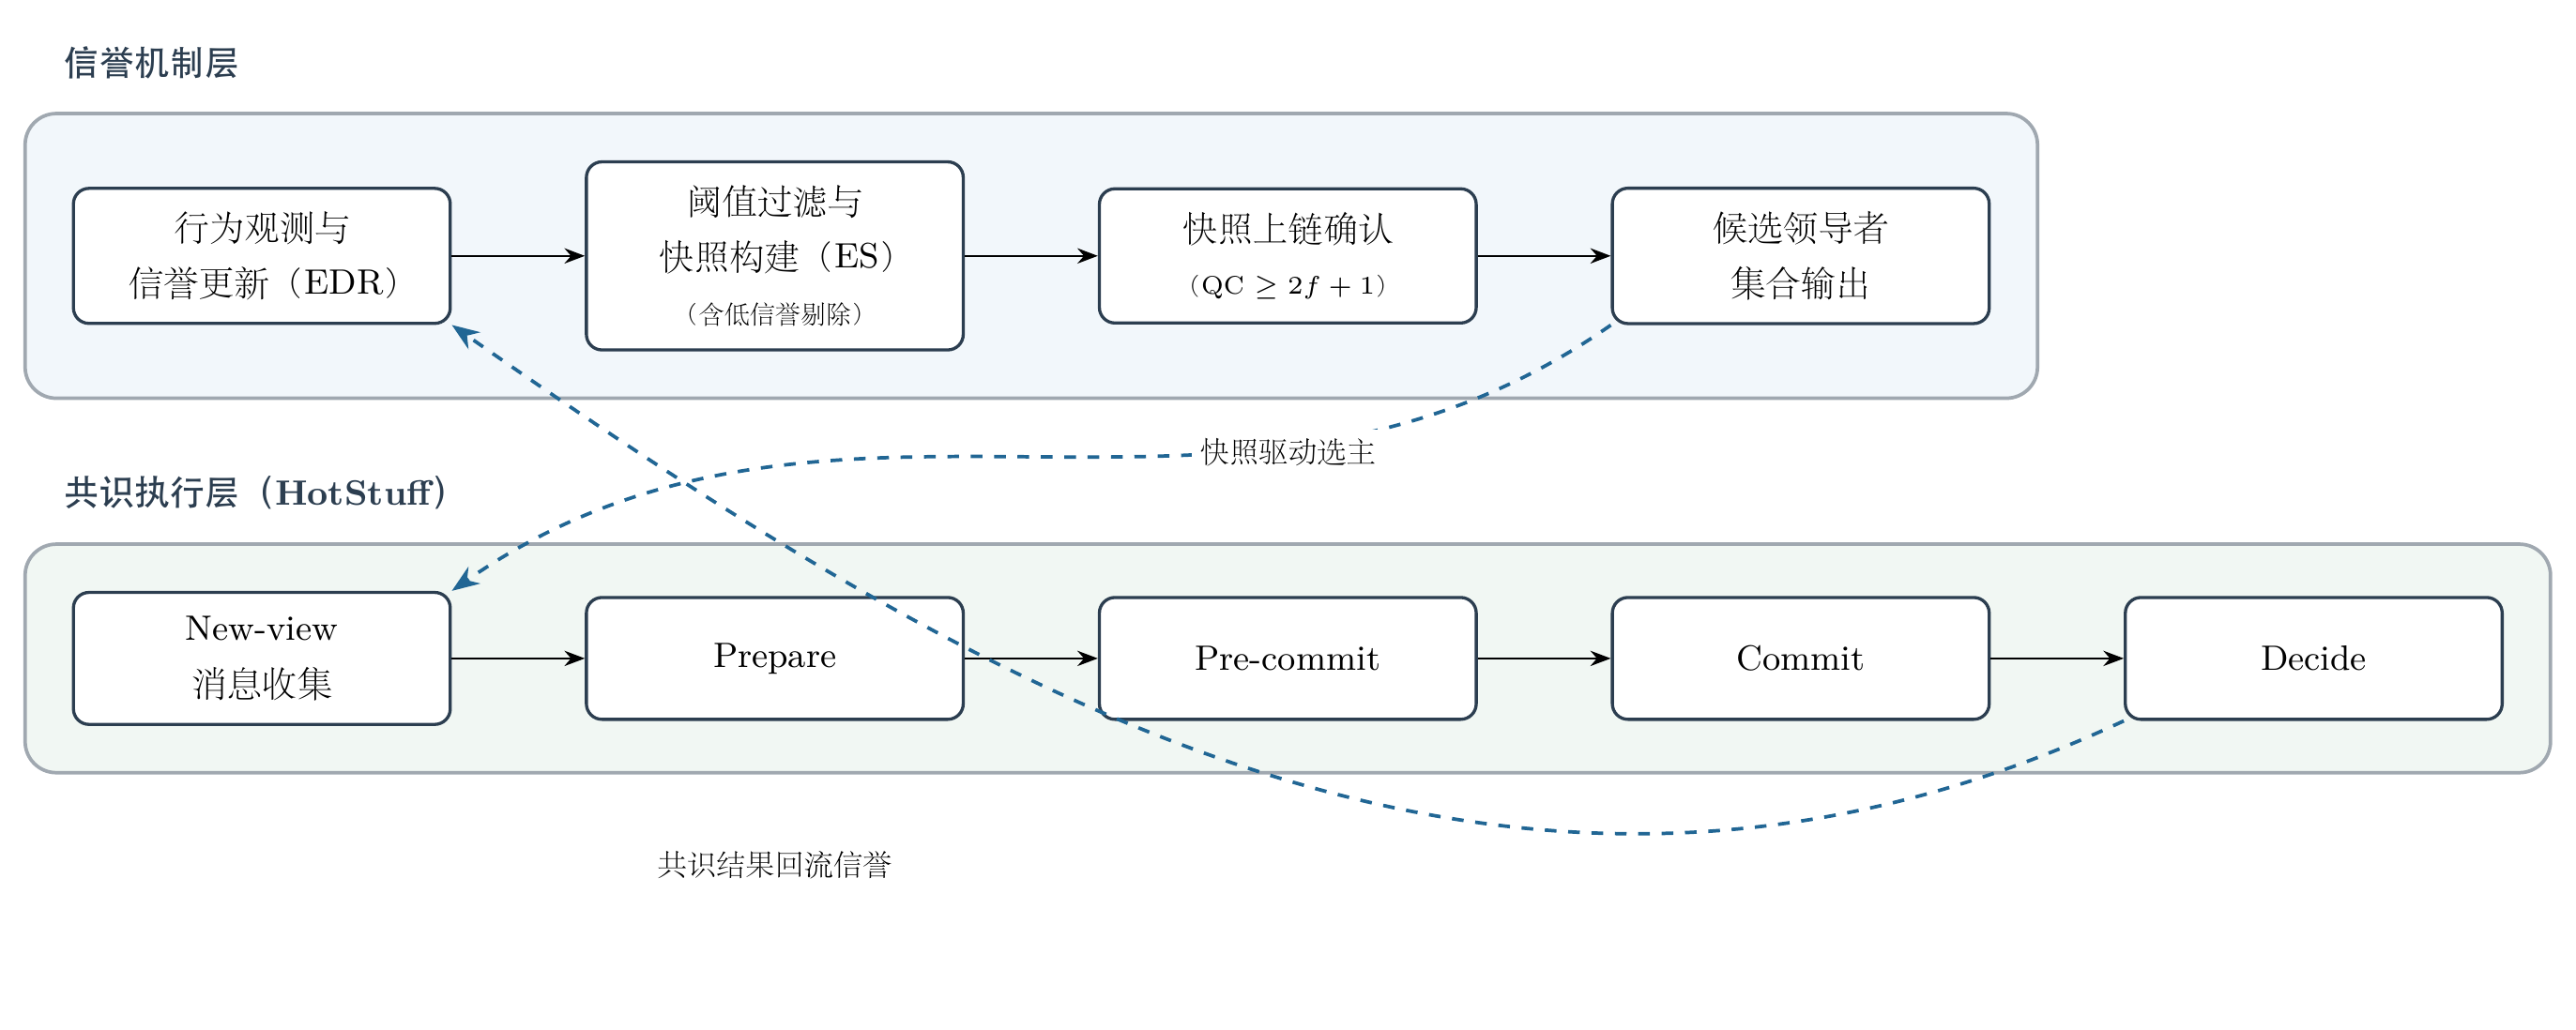 信誉机制层
行为观测与
信誉更新（EDR）
阈值过滤与
快照构建（ES）
（含低信誉剔除）
快照上链确认
（QC ≥ 2f + 1）
候选领导者
集合输出
快照驱动选主
共识执行层（HotStuff）
New-view
消息收集
Prepare
Pre-commit
Commit
Decide
共识结果回流信誉